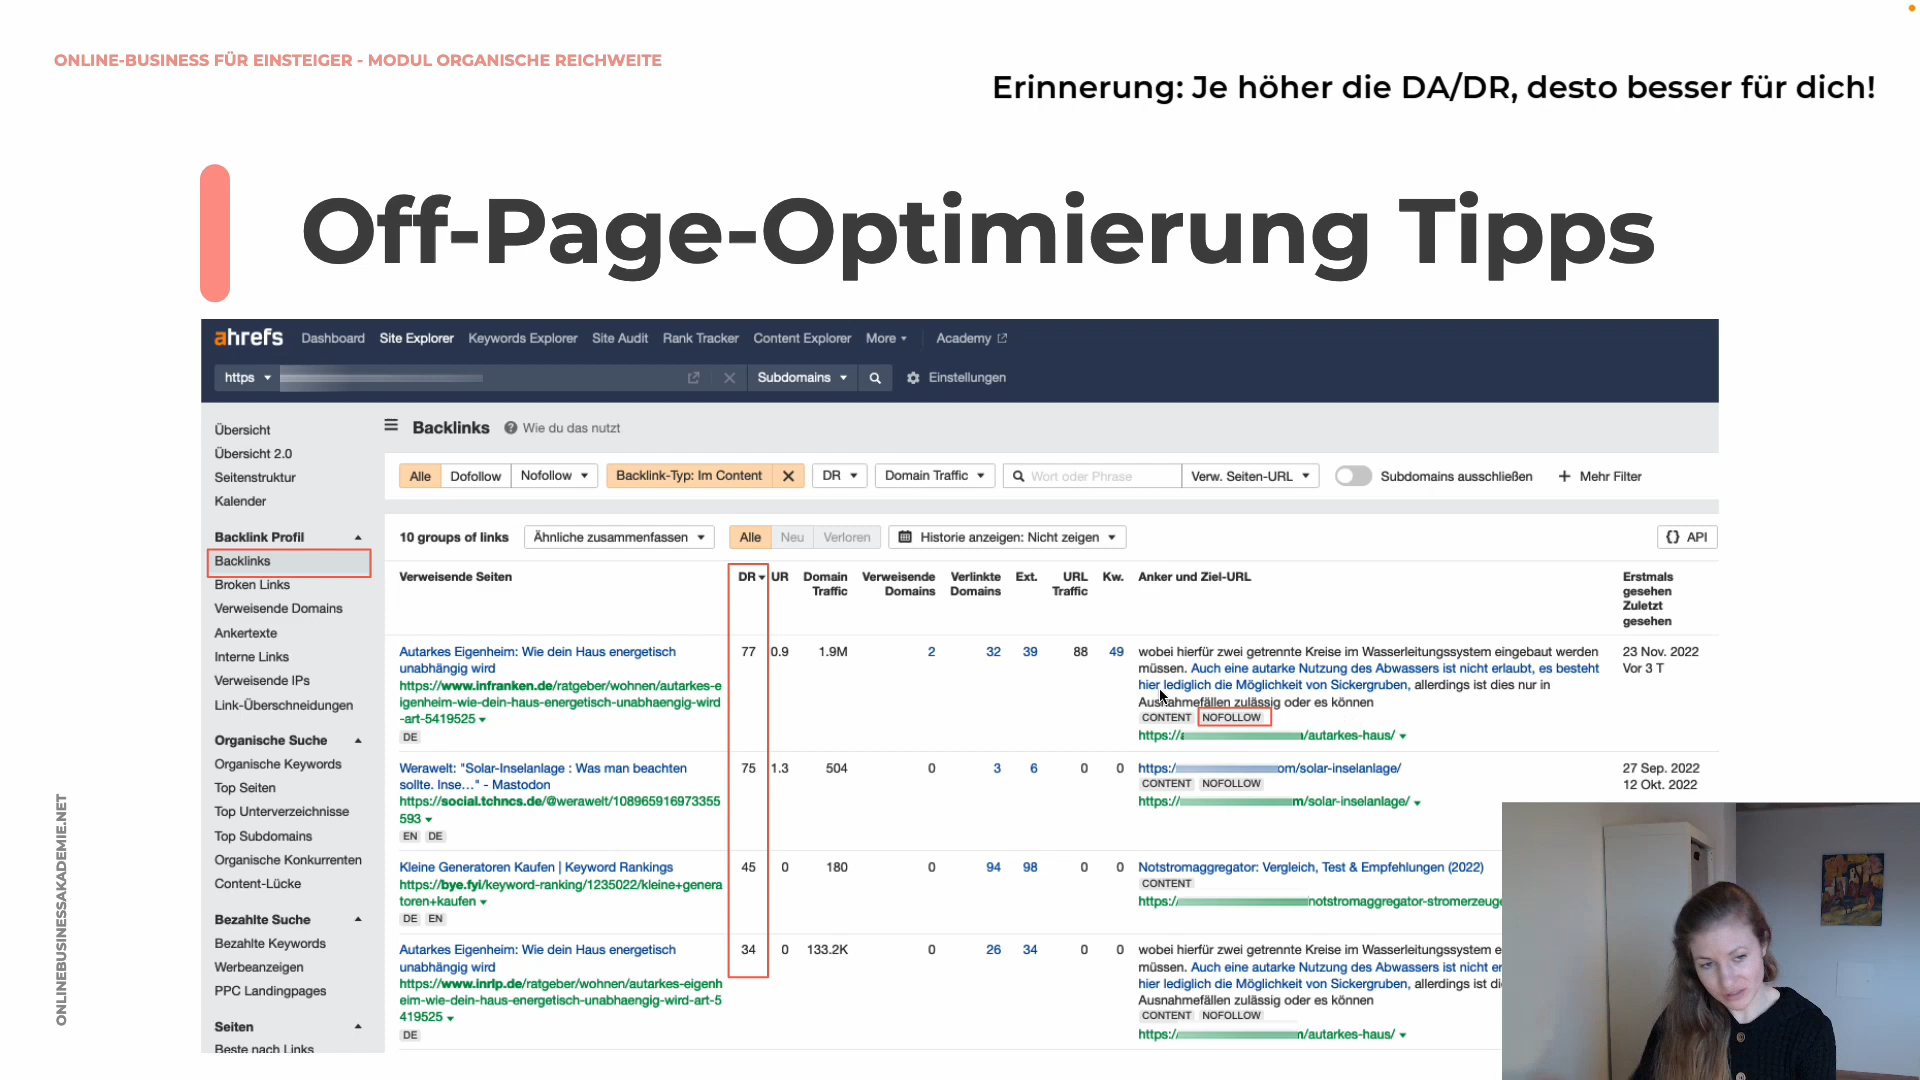 ONLINE-BUSINESS FÜR EINSTEIGER - MODUL ORGANISCHE REICHWEITE
Erinnerung: Je höher die DA/DR, desto besser für dich!
Off-Page-Optimierung Tipps
ahrefs Dashboard Site Explorer Keywords Explorer Site Audit Rank Tracker Content Explorer More Academy
https Subdomains Einstellungen
Übersicht
Übersicht 2.0
Seitenstruktur
Kalender
Backlink Profil
Backlinks
Broken Links
Verweisende Domains
Ankertexte
Interne Links
Verweisende IPs
Link-Überschneidungen
Organische Suche
Organische Keywords
Top Seiten
Top Unterverzeichnisse
Top Subdomains
Organische Konkurrenten
Content-Lücke
Bezahlte Suche
Bezahlte Keywords
Werbeanzeigen
PPC Landingpages
Seiten
Beste nach Links
Backlinks Wie du das nutzt
Alle Dofollow Nofollow Backlink-Typ: Im Content DR Domain Traffic Wort oder Phrase Verw. Seiten-URL Subdomains ausschließen + Mehr Filter
10 groups of links Ähnliche zusammenfassen Alle Neu Verloren Historie anzeigen: Nicht zeigen {} API
Verweisende Seiten DR UR Domain Verweisende Verlinkte Ext. URL Kw. Anker und Ziel-URL Erstmals
Traffic Domains Domains Traffic gesehen
Zuletzt
gesehen
Autarkes Eigenheim: Wie dein Haus energetisch 77 0.9 1.9M 2 32 39 88 49 wobei hierfür zwei getrennte Kreise im Wasserleitungssystem eingebaut werden 23 Nov. 2022
unabhängig wird müssen. Auch eine autarke Nutzung des Abwassers ist nicht erlaubt, es besteht Vor 3 T
https://www.infranken.de/ratgeber/wohnen/autarkes-e hier lediglich die Möglichkeit von Sickergruben, allerdings ist dies nur in
igenheim-wie-dein-haus-energetisch-unabhaengig-wird Ausnahmefällen zulässig oder es können
-art-5419525 CONTENT NOFOLLOW
DE https:// /autarkes-haus/
Werawelt: "Solar-Inselanlage : Was man beachten 75 1.3 504 0 3 6 0 0 https:/ om/solar-inselanlage/ 27 Sep. 2022
sollte. Inse..." - Mastodon CONTENT NOFOLLOW 12 Okt. 2022
https://social.tchncs.de/@werawelt/108965916973355 https:// m/solar-inselanlage/
593
EN DE
Kleine Generatoren Kaufen | Keyword Rankings 45 0 180 0 94 98 0 0 Notstromaggregator: Vergleich, Test & Empfehlungen (2022)
https://bye.fyi/keyword-ranking/1235022/kleine+genera CONTENT
toren+kaufen https:/ notstromaggregator-stromerzeuge
DE EN
Autarkes Eigenheim: Wie dein Haus energetisch 34 0 133.2K 0 26 34 0 0 wobei hierfür zwei getrennte Kreise im Wasserleitungssystem e
unabhängig wird müssen. Auch eine autarke Nutzung des Abwassers ist nicht er
https://www.inrlp.de/ratgeber/wohnen/autarkes-eigenh hier lediglich die Möglichkeit von Sickergruben, allerdings ist di
eim-wie-dein-haus-energetisch-unabhaengig-wird-art-5 Ausnahmefällen zulässig oder es können
419525 CONTENT NOFOLLOW
DE https:/ /autarkes-haus/
ONLINEBUSINESSAKADEMIE.NET